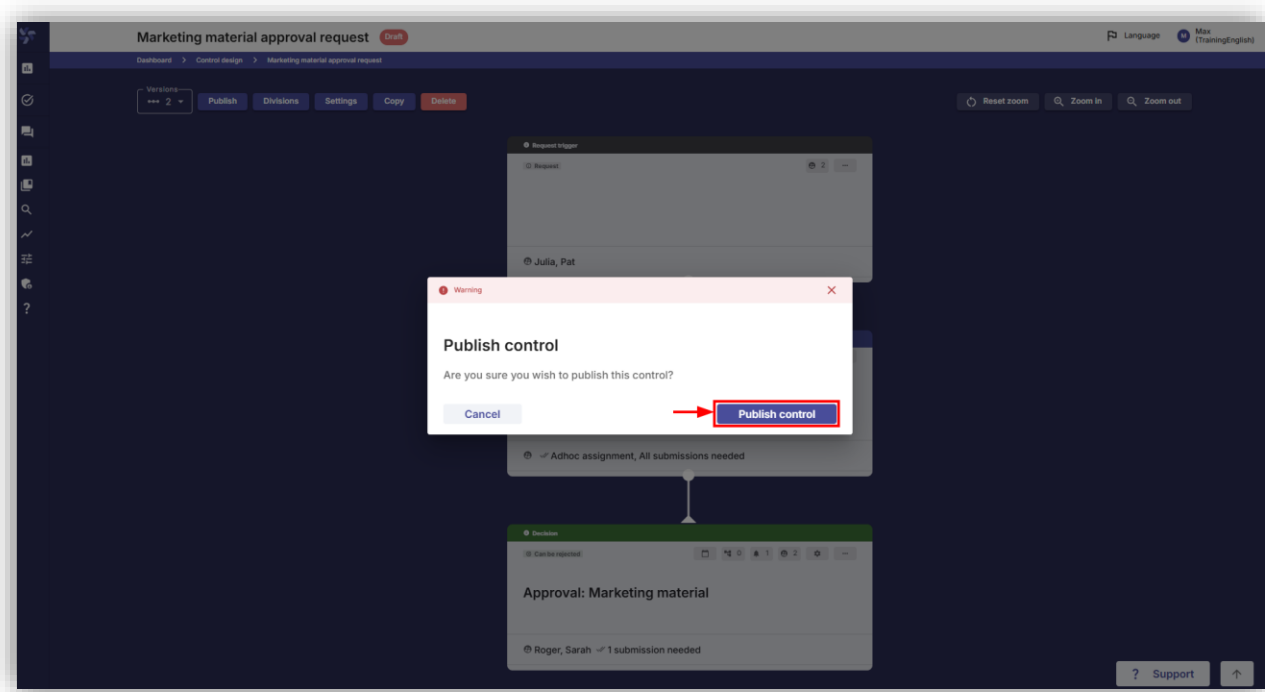 Marketing material approval request Draft
Language M Max (TrainingEnglish)
Dashboard > Control design > Marketing material approval request
Versions
2 Publish Divisions Settings Copy Delete Reset zoom Zoom in Zoom out
Request trigger
Request 2
Julia, Pat
Warning
Publish control
Are you sure you wish to publish this control?
Cancel Publish control
Adhoc assignment, All submissions needed
Decision
Can be rejected 0 1 2
Approval: Marketing material
Roger, Sarah 1 submission needed
? Support
?